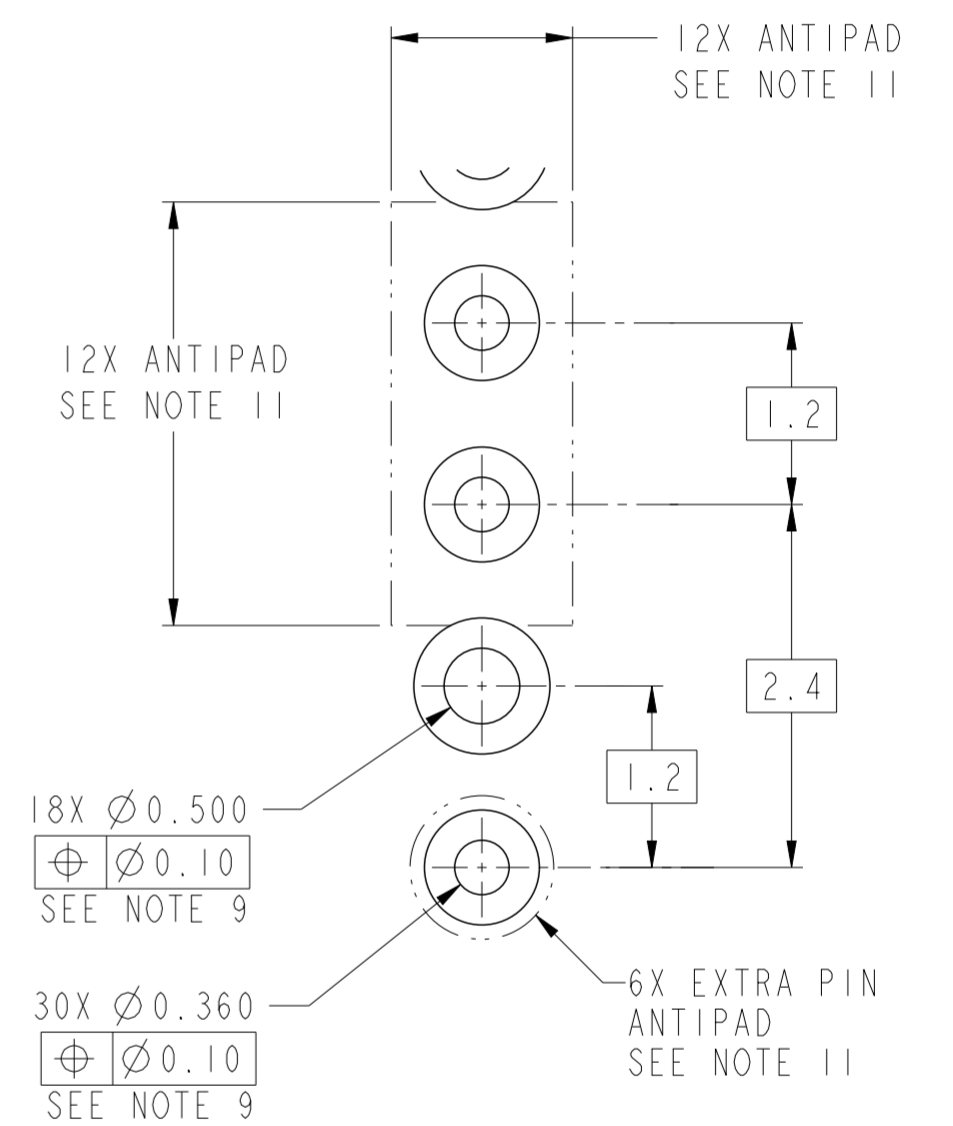 12X ANTIPAD
SEE NOTE 11
12X ANTIPAD
SEE NOTE 11
1.2
2.4
1.2
18X Ø0.500
⌖ Ø0.10
SEE NOTE 9
30X Ø0.360
⌖ Ø0.10
SEE NOTE 9
6X EXTRA PIN
ANTIPAD
SEE NOTE 11